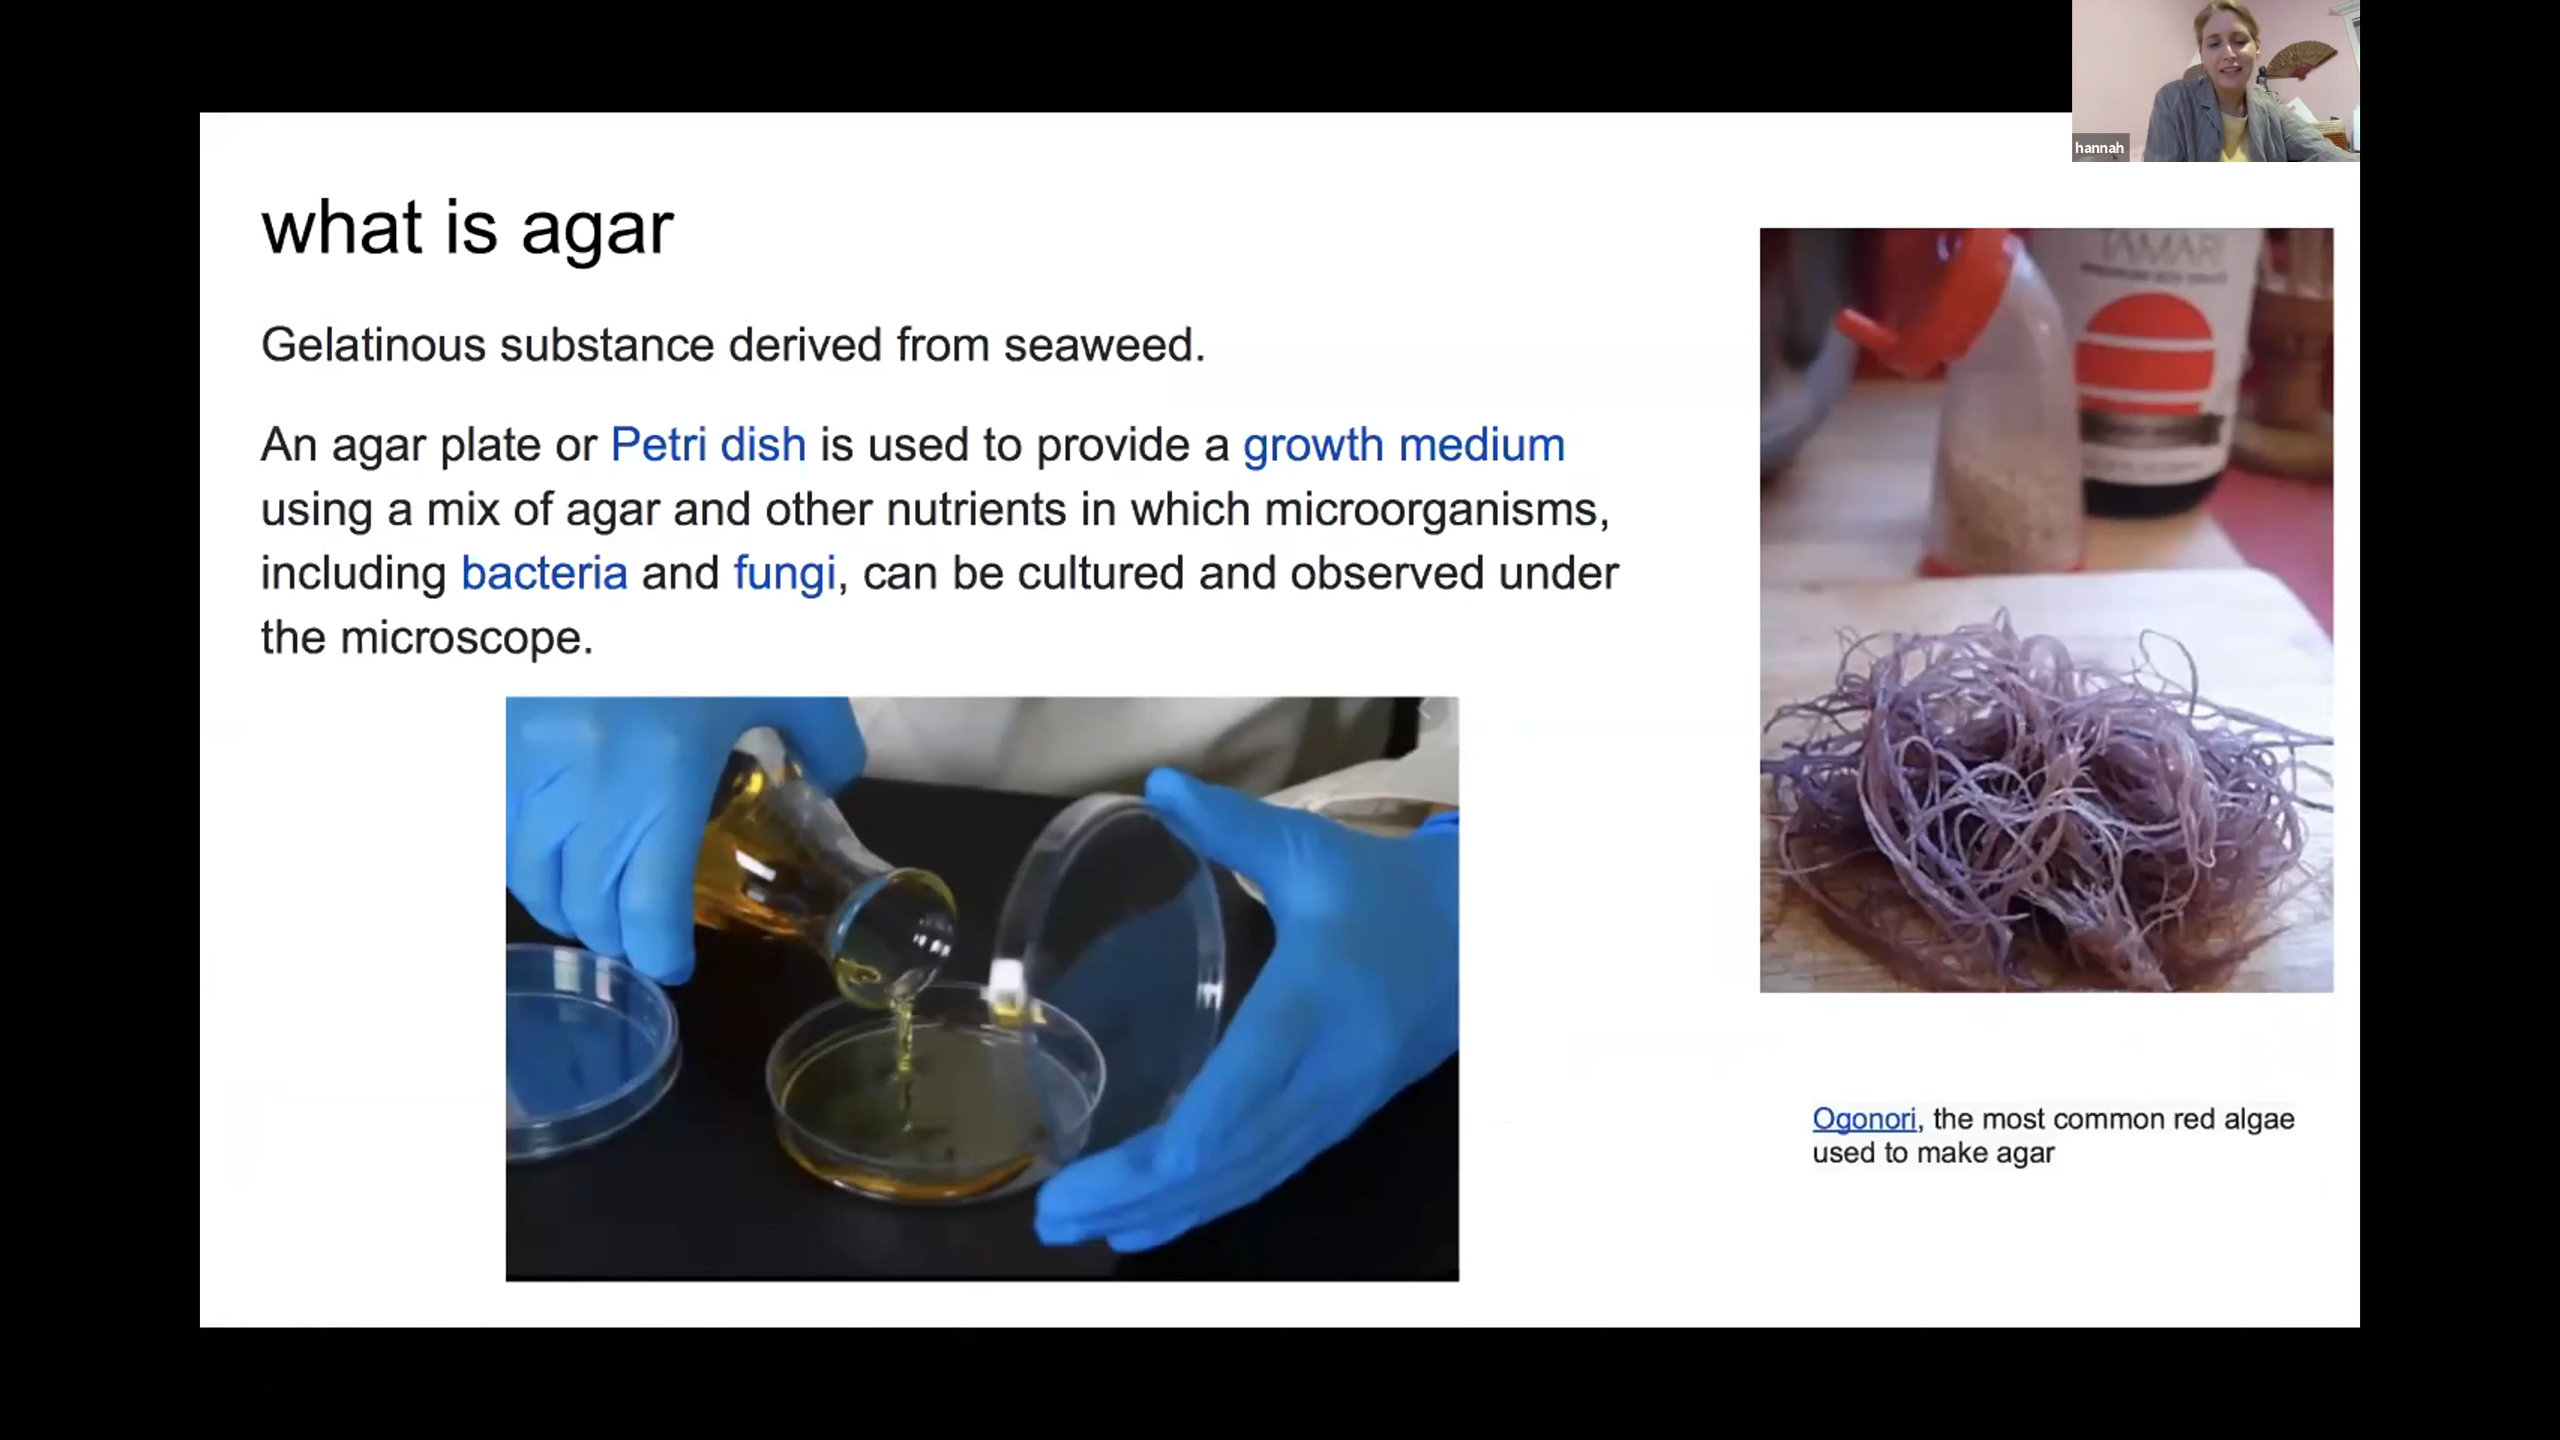 hannah
what is agar
Gelatinous substance derived from seaweed.
An agar plate or Petri dish is used to provide a growth medium
using a mix of agar and other nutrients in which microorganisms,
including bacteria and fungi, can be cultured and observed under
the microscope.
TAMARI
Ogonori, the most common red algae
used to make agar